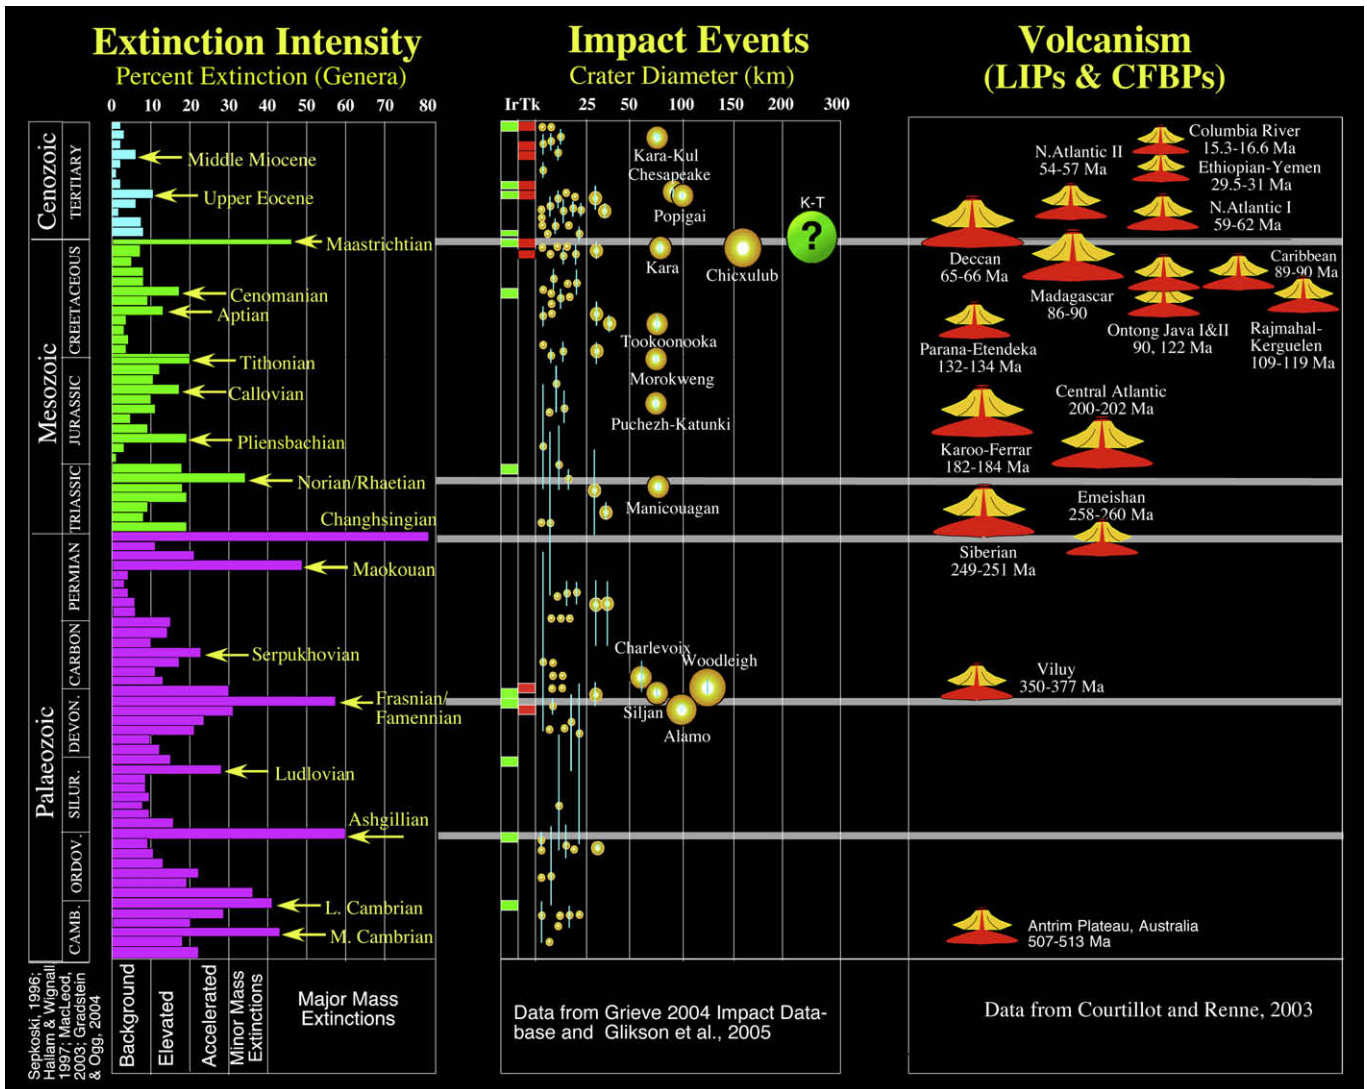 Extinction Intensity
Percent Extinction (Genera)
0 10 20 30 40 50 60 80
Impact Events
Crater Diameter (km)
IrTk 25 50 100 150 200 300
Volcanism
(LIPs & CFBPs)
Cenozoic
TERTIARY
Mesozoic
CREETACEOUS
JURASSIC
TRIASSIC
Palaeozoic
PERMIAN
CARBON
DEVON.
SILUR.
ORDOV.
CAMB.
Middle Miocene
Upper Eocene
Maastrichtian
Cenomanian
Aptian
Tithonian
Callovian
Pliensbachian
Norian/Rhaetian
Changhsingian
Maokouan
Serpukhovian
Frasnian/
Famennian
Ludlovian
Ashgillian
L. Cambrian
M. Cambrian
Kara-Kul
Chesapeake
Popigai
K-T
?
Kara
Chicxulub
Tookoonooka
Morokweng
Puchezh-Katunki
Manicouagan
Charlevoix
Woodleigh
Siljan
Alamo
Columbia River
15.3-16.6 Ma
N.Atlantic II
54-57 Ma
Ethiopian-Yemen
29.5-31 Ma
N.Atlantic I
59-62 Ma
Deccan
65-66 Ma
Madagascar
86-90
Caribbean
89-90 Ma
Ontong Java I&II
90, 122 Ma
Rajmahal-
Kerguelen
109-119 Ma
Parana-Etendeka
132-134 Ma
Central Atlantic
200-202 Ma
Karoo-Ferrar
182-184 Ma
Emeishan
258-260 Ma
Siberian
249-251 Ma
Viluy
350-377 Ma
Antrim Plateau, Australia
507-513 Ma
Sepkoski, 1996;
Hallam & Wignall,
1997; MacLeod,
2003; Gradstein
& Ogg, 2004
Background
Elevated
Accelerated
Minor Mass
Extinctions
Major Mass
Extinctions
Data from Grieve 2004 Impact Data-
base and Glikson et al., 2005
Data from Courtillot and Renne, 2003